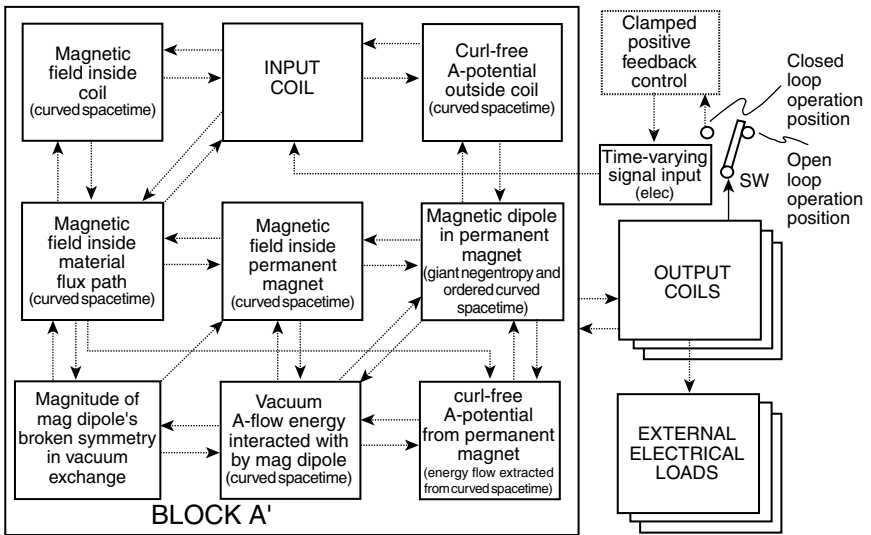 Magnetic
field inside
coil
(curved spacetime)
INPUT
COIL
Curl-free
A-potential
outside coil
(curved spacetime)
Clamped
positive
feedback
control
Closed
loop
operation
position
Time-varying
signal input
(elec)
SW
Open
loop
operation
position
Magnetic
field inside
material
flux path
(curved spacetime)
Magnetic
field inside
permanent
magnet
(curved spacetime)
Magnetic dipole
in permanent
magnet
(giant negentropy and
ordered curved
spacetime)
OUTPUT
COILS
Magnitude of
mag dipole's
broken symmetry
in vacuum
exchange
Vacuum
A-flow energy
interacted with
by mag dipole
(curved spacetime)
curl-free
A-potential
from permanent
magnet
(energy flow extracted
from curved spacetime)
EXTERNAL
ELECTRICAL
LOADS
BLOCK A'